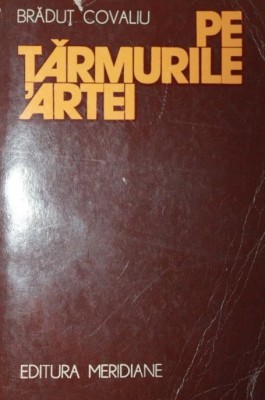 BRĂDUȚ COVALIU
PE
ȚĂRMURILE
ARTEI
EDITURA MERIDIANE